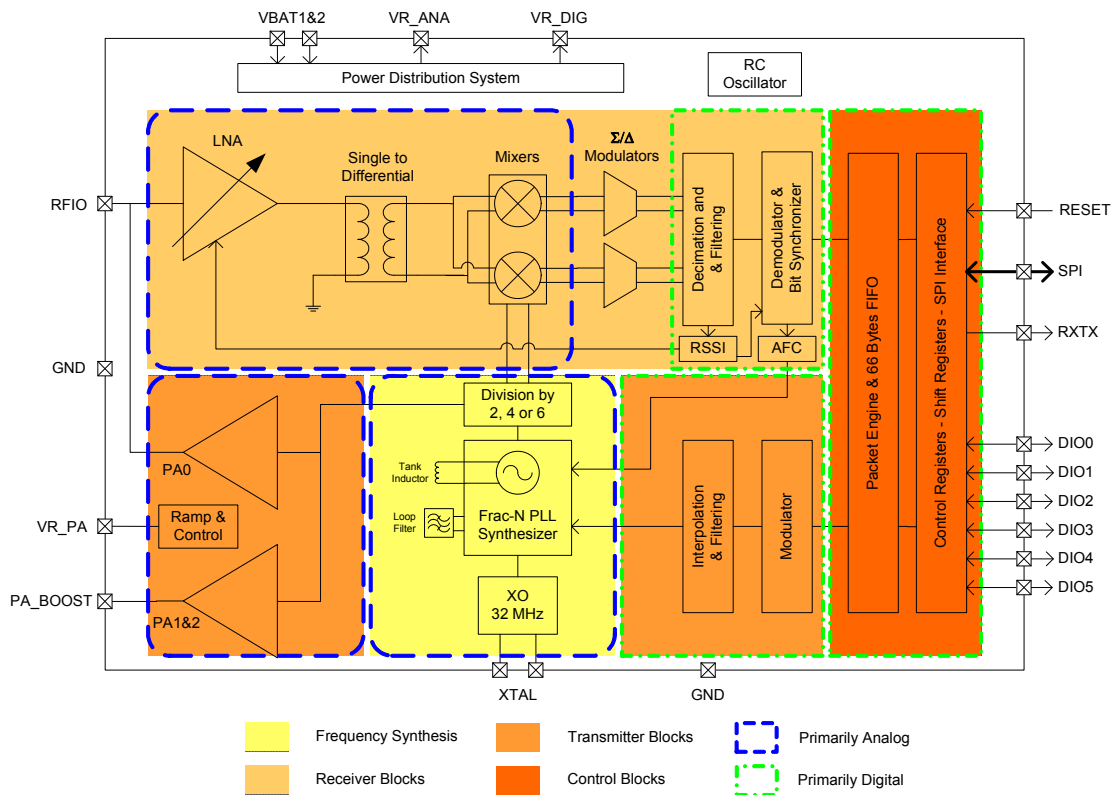 VBAT1&2
VR_ANA
VR_DIG
Power Distribution System
RC
Oscillator
LNA
Single to
Differential
Mixers
Σ/Δ
Modulators
Decimation and
& Filtering
Demodulator &
Bit Synchronizer
RSSI
AFC
Packet Engine & 66 Bytes FIFO
Control Registers - Shift Registers - SPI Interface
RFIO
GND
VR_PA
PA_BOOST
RESET
SPI
RXTX
DIO0
DIO1
DIO2
DIO3
DIO4
DIO5
PA0
Ramp &
Control
PA1&2
Division by
2, 4 or 6
Tank
Inductor
Loop
Filter
Frac-N PLL
Synthesizer
XO
32 MHz
Interpolation
& Filtering
Modulator
XTAL
GND
Frequency Synthesis
Transmitter Blocks
Primarily Analog
Receiver Blocks
Control Blocks
Primarily Digital